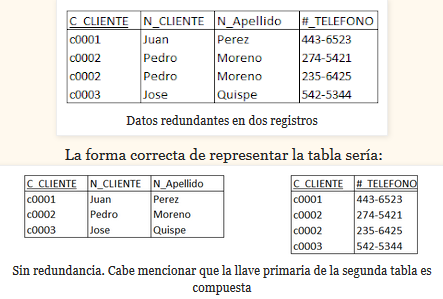 C_CLIENTE N_CLIENTE N_Apellido #_TELEFONO
c0001 Juan Perez 443-6523
c0002 Pedro Moreno 274-5421
c0002 Pedro Moreno 235-6425
c0003 Jose Quispe 542-5344
Datos redundantes en dos registros
La forma correcta de representar la tabla sería:
C_CLIENTE N_CLIENTE N_Apellido
c0001 Juan Perez
c0002 Pedro Moreno
c0003 Jose Quispe
C_CLIENTE #_TELEFONO
c0001 443-6523
c0002 274-5421
c0002 235-6425
c0003 542-5344
Sin redundancia. Cabe mencionar que la llave primaria de la segunda tabla es
compuesta